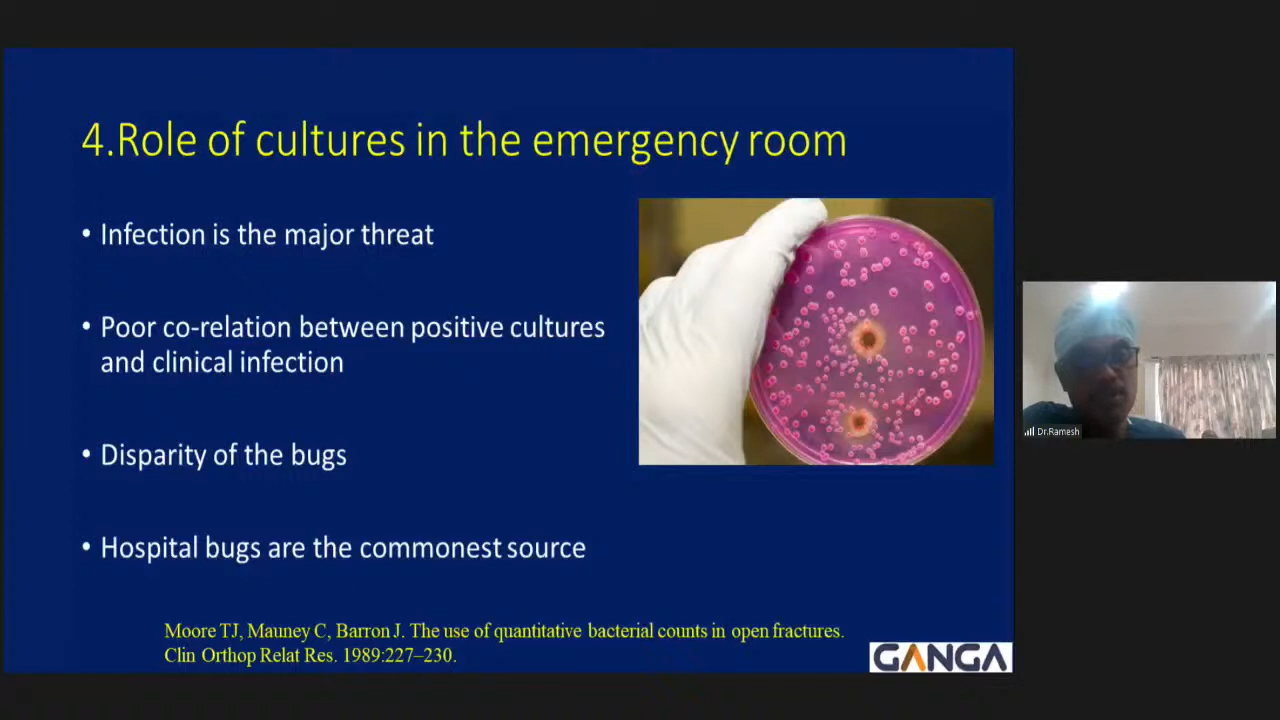 4.Role of cultures in the emergency room
• Infection is the major threat
• Poor co-relation between positive cultures
and clinical infection
• Disparity of the bugs
• Hospital bugs are the commonest source
Moore TJ, Mauney C, Barron J. The use of quantitative bacterial counts in open fractures.
Clin Orthop Relat Res. 1989:227–230.
GANGA
Dr.Ramesh